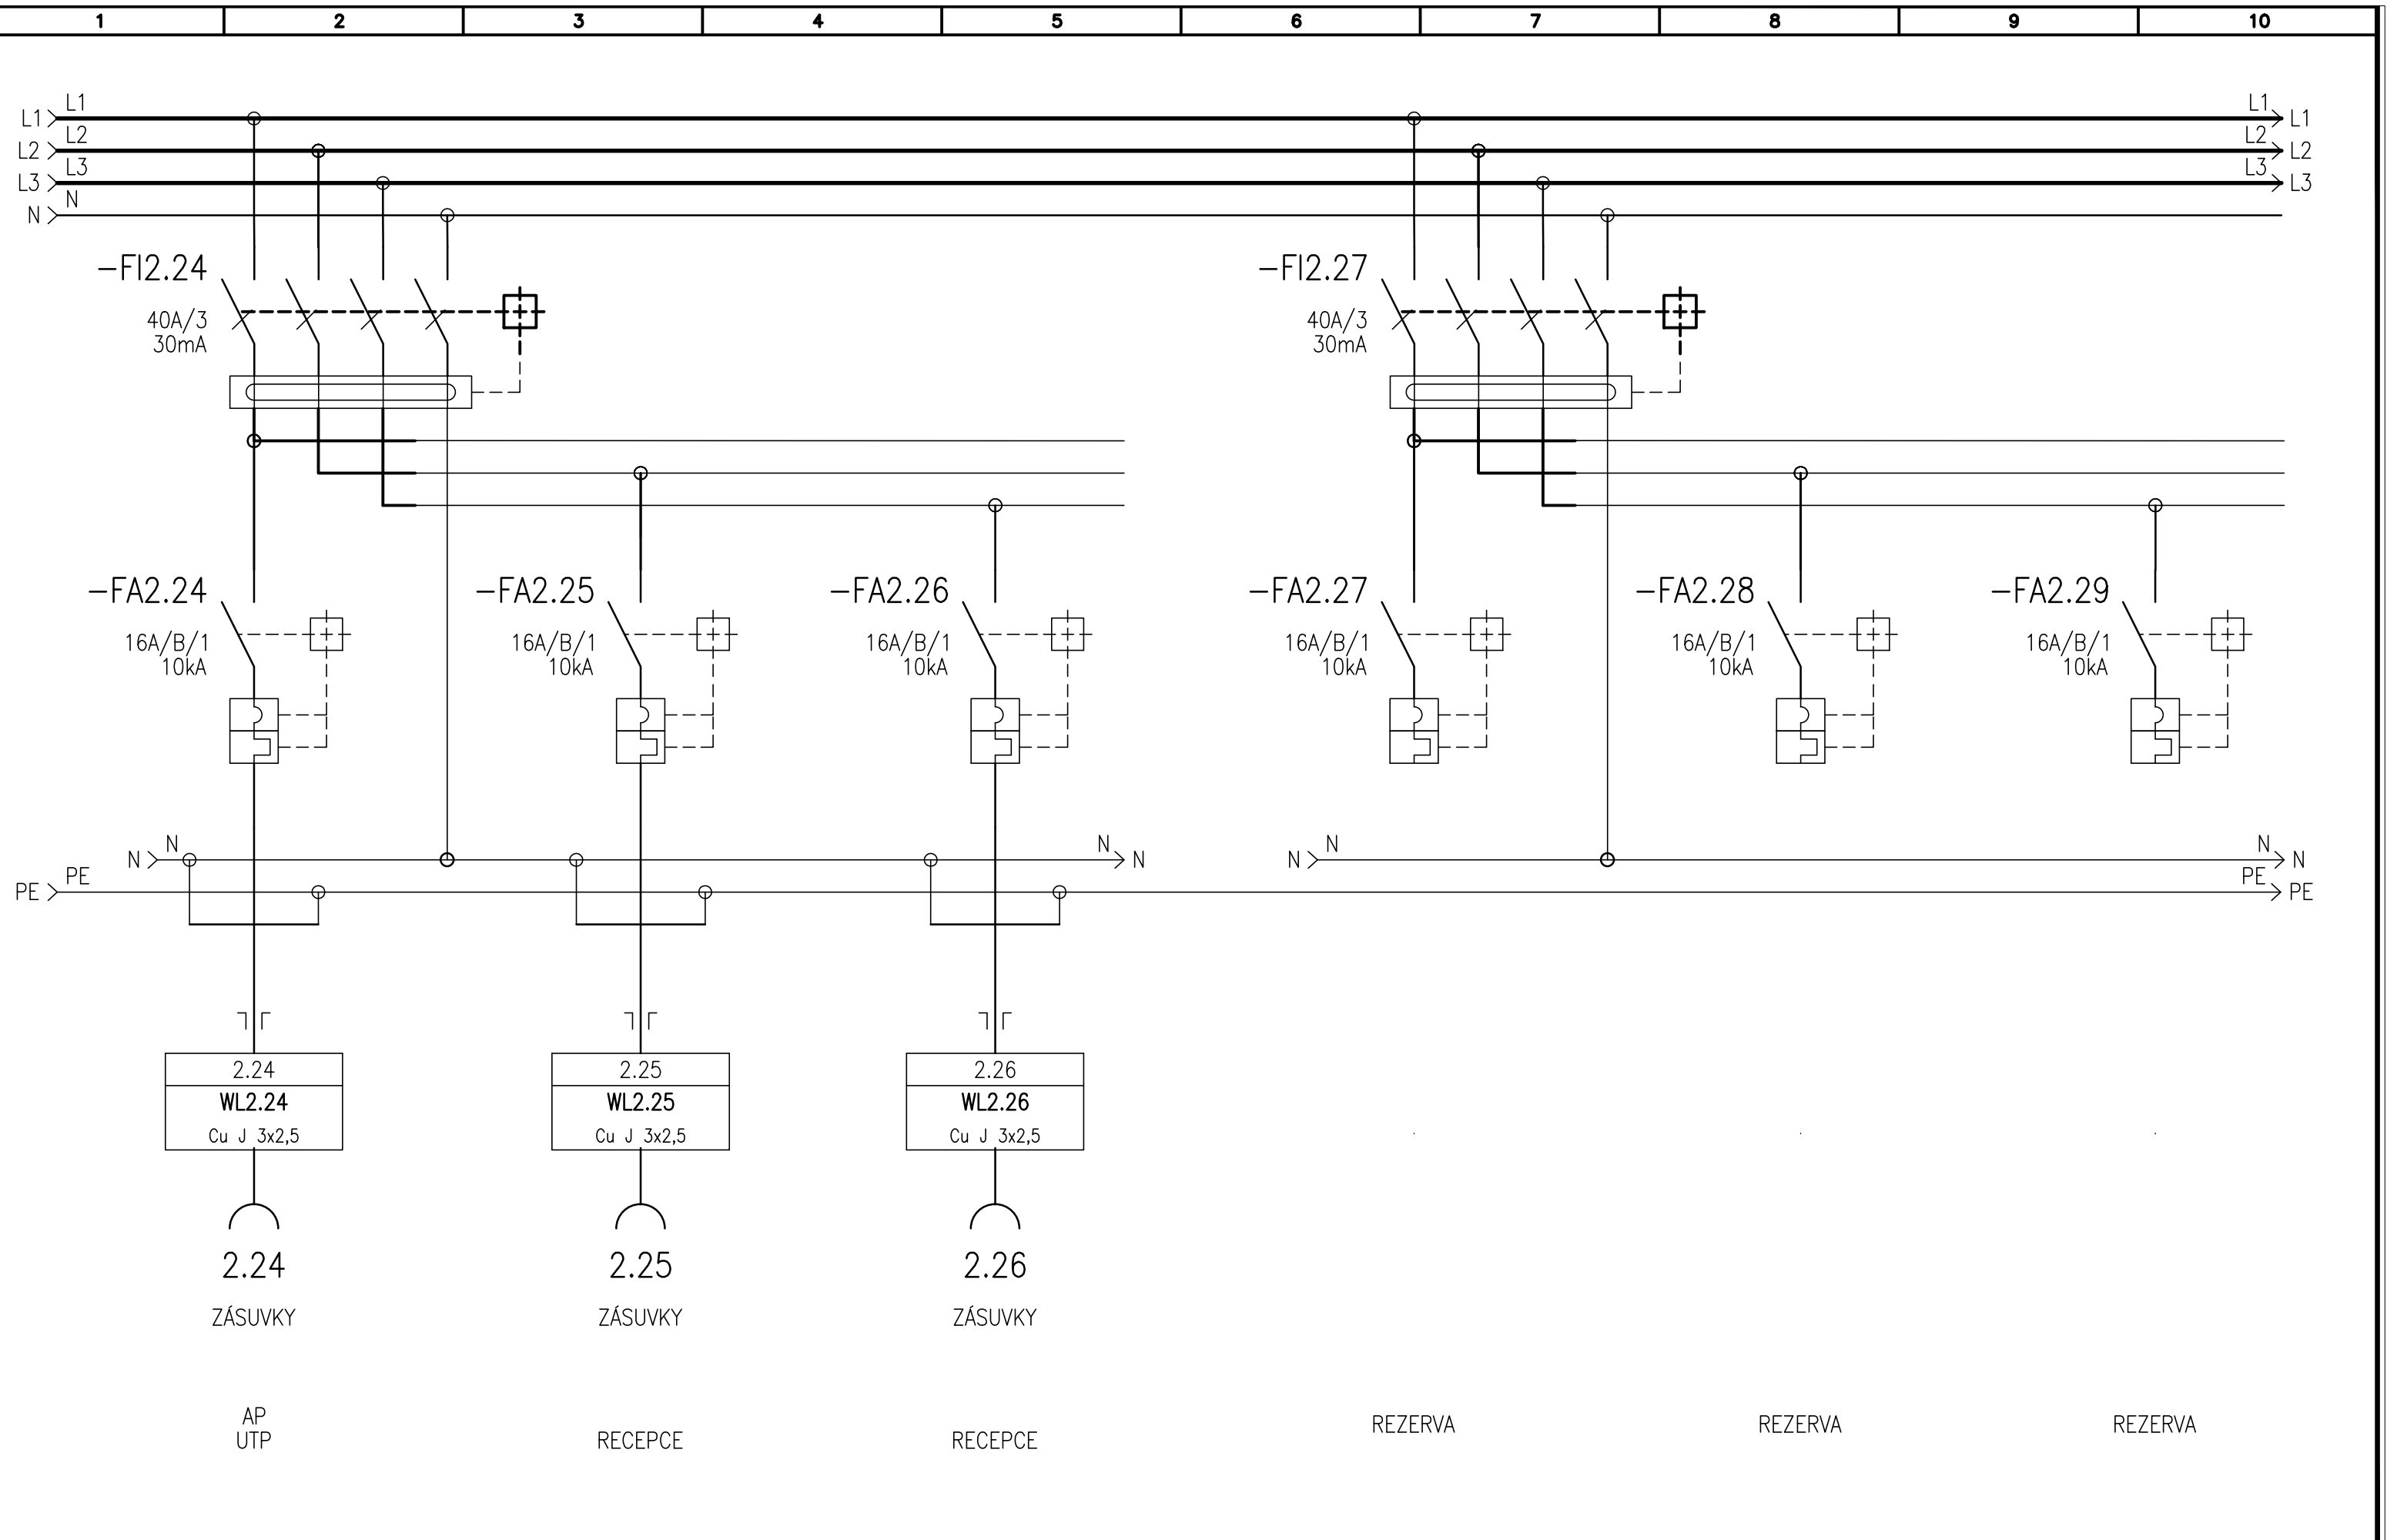 1 2 3 4 5 6 7 8 9 10
L1 L1
L1 L1
L2 L2
L2 L2
L3 L3
L3 L3
N
N
-FI2.24 -FI2.27
40A/3 40A/3
30mA 30mA
-FA2.24 -FA2.25 -FA2.26 -FA2.27 -FA2.28 -FA2.29
16A/B/1 16A/B/1 16A/B/1 16A/B/1 16A/B/1 16A/B/1
10kA 10kA 10kA 10kA 10kA 10kA
N N N N
N N N N
PE PE
PE PE
2.24 2.25 2.26
WL2.24 WL2.25 WL2.26
Cu J 3x2,5 Cu J 3x2,5 Cu J 3x2,5
2.24 2.25 2.26
ZÁSUVKY ZÁSUVKY ZÁSUVKY
AP
UTP RECEPCE RECEPCE REZERVA REZERVA REZERVA